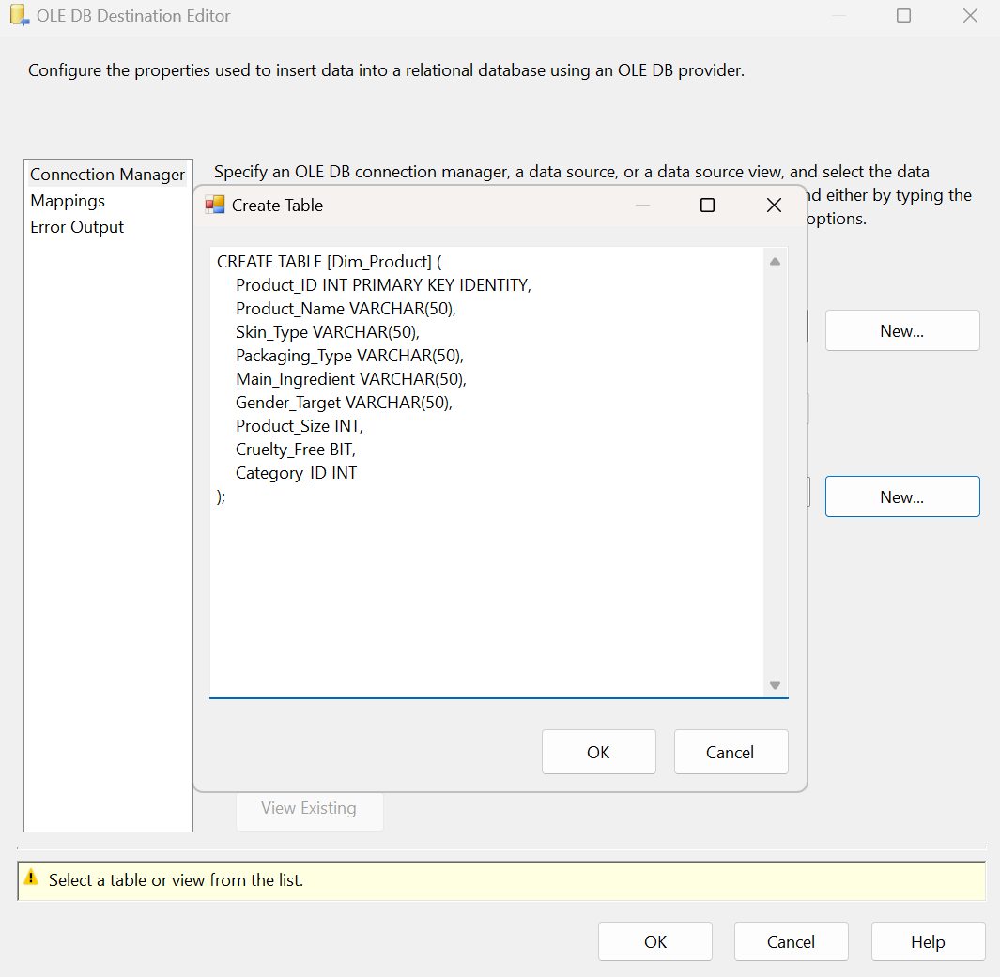 OLE DB Destination Editor
Configure the properties used to insert data into a relational database using an OLE DB provider.
Connection Manager
Mappings
Error Output
Specify an OLE DB connection manager, a data source, or a data source view, and select the data
nd either by typing the
options.
Create Table
CREATE TABLE [Dim_Product] (
Product_ID INT PRIMARY KEY IDENTITY,
Product_Name VARCHAR(50),
Skin_Type VARCHAR(50),
Packaging_Type VARCHAR(50),
Main_Ingredient VARCHAR(50),
Gender_Target VARCHAR(50),
Product_Size INT,
Cruelty_Free BIT,
Category_ID INT
);
OK
Cancel
New...
New...
View Existing
Select a table or view from the list.
OK
Cancel
Help